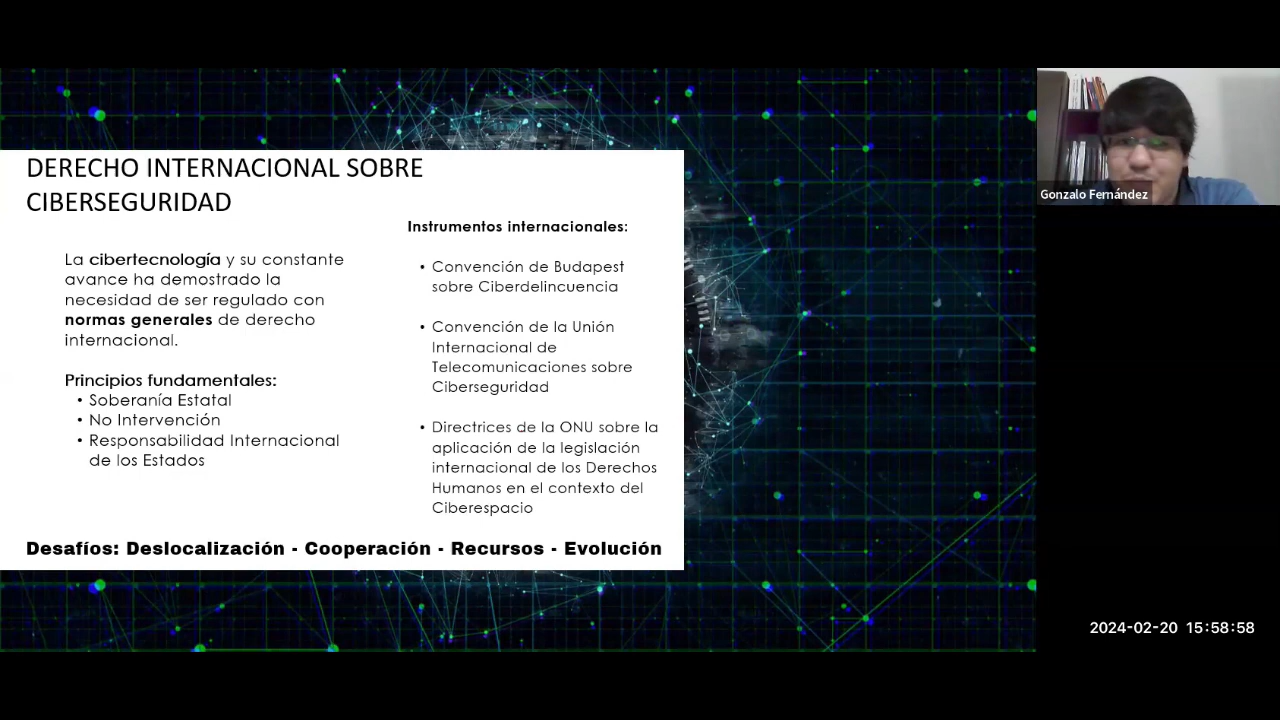 DERECHO INTERNACIONAL SOBRE
CIBERSEGURIDAD
La cibertecnología y su constante
avance ha demostrado la
necesidad de ser regulado con
normas generales de derecho
internacional.
Principios fundamentales:
• Soberanía Estatal
• No Intervención
• Responsabilidad Internacional
de los Estados
Instrumentos internacionales:
• Convención de Budapest
sobre Ciberdelincuencia
• Convención de la Unión
Internacional de
Telecomunicaciones sobre
Ciberseguridad
• Directrices de la ONU sobre la
aplicación de la legislación
internacional de los Derechos
Humanos en el contexto del
Ciberespacio
Desafíos: Deslocalización - Cooperación - Recursos - Evolución
Gonzalo Fernández
2024-02-20 15:58:58